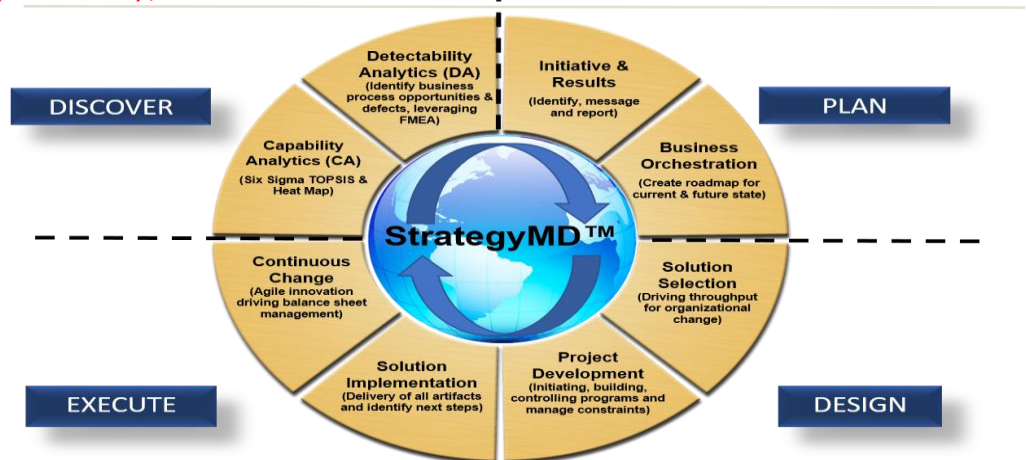 DISCOVER
Detectability
Analytics (DA)
(Identify business
process opportunities &
defects, leveraging
FMEA)
Capability
Analytics (CA)
(Six Sigma TOPSIS &
Heat Map)
Initiative &
Results
(Identify, message
and report)
PLAN
Business
Orchestration
(Create roadmap for
current & future state)
StrategyMD™
Continuous
Change
(Agile innovation
driving balance sheet
management)
Solution
Selection
(Driving throughput
for organizational
change)
EXECUTE
Solution
Implementation
(Delivery of all artifacts
and identify next steps)
Project
Development
(Initiating, building,
controlling programs and
manage constraints)
DESIGN